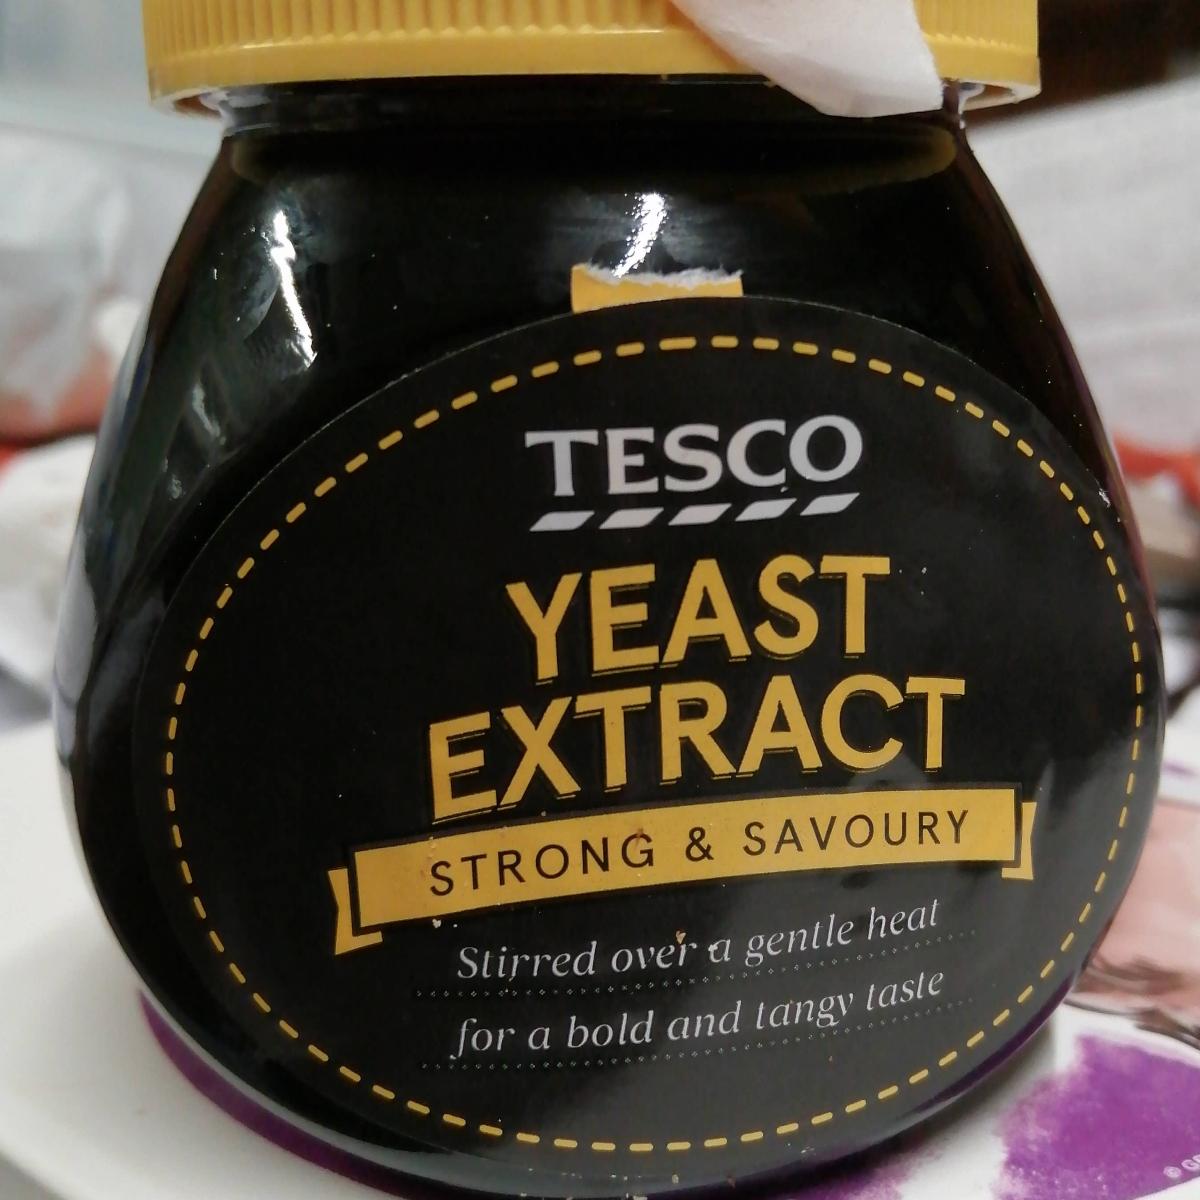 TESCO
YEAST
EXTRACT
STRONG & SAVOURY
Stirred over a gentle heat
for a bold and tangy taste